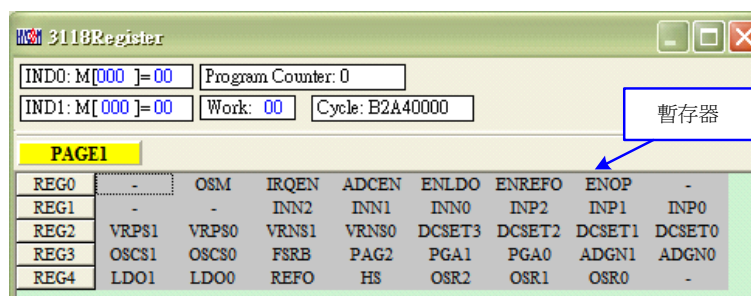 HYCON 3118Register
IND0: M[000 ]= 00 Program Counter: 0
IND1: M[ 000 ]= 00 Work: 00 Cycle: B2A40000
暫存器
PAGE1
REG0 - OSM IRQEN ADCEN ENLDO ENREFO ENOP -
REG1 - - INN2 INN1 INN0 INP2 INP1 INP0
REG2 VRPS1 VRPS0 VRNS1 VRNS0 DCSET3 DCSET2 DCSET1 DCSET0
REG3 OSCS1 OSCS0 FSRB PAG2 PGA1 PGA0 ADGN1 ADGN0
REG4 LDO1 LDO0 REFO HS OSR2 OSR1 OSR0 -